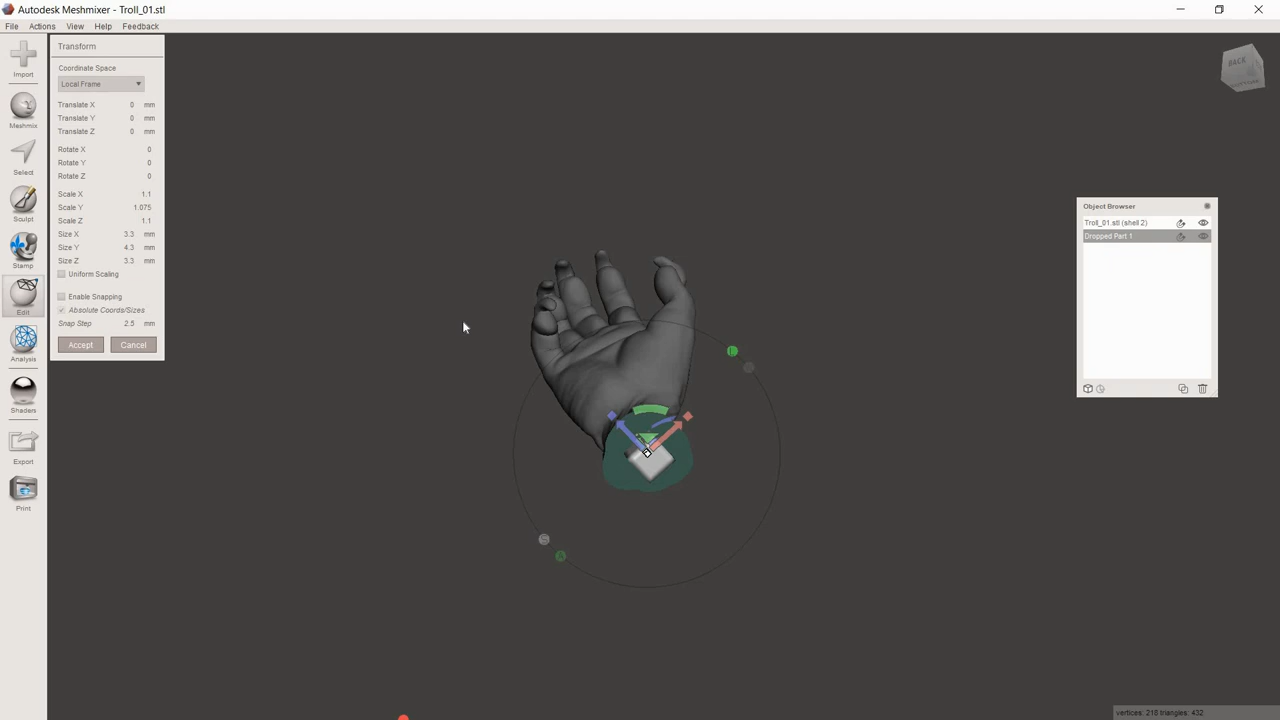 Autodesk Meshmixer - Troll_01.stl
File Actions View Help Feedback
Import
Meshmix
Select
Sculpt
Stamp
Edit
Analysis
Shaders
Export
Print
Transform
Coordinate Space
Local Frame
Translate X 0 mm
Translate Y 0 mm
Translate Z 0 mm
Rotate X 0
Rotate Y 0
Rotate Z 0
Scale X 1.1
Scale Y 1.075
Scale Z 1.1
Size X 3.3 mm
Size Y 4.3 mm
Size Z 3.3 mm
Uniform Scaling
Enable Snapping
Absolute Coords/Sizes
Snap Step 2.5 mm
Accept Cancel
BACK
L
S
A
Object Browser
Troll_01.stl (shell 2)
Dropped Part 1
vertices: 218 triangles: 432